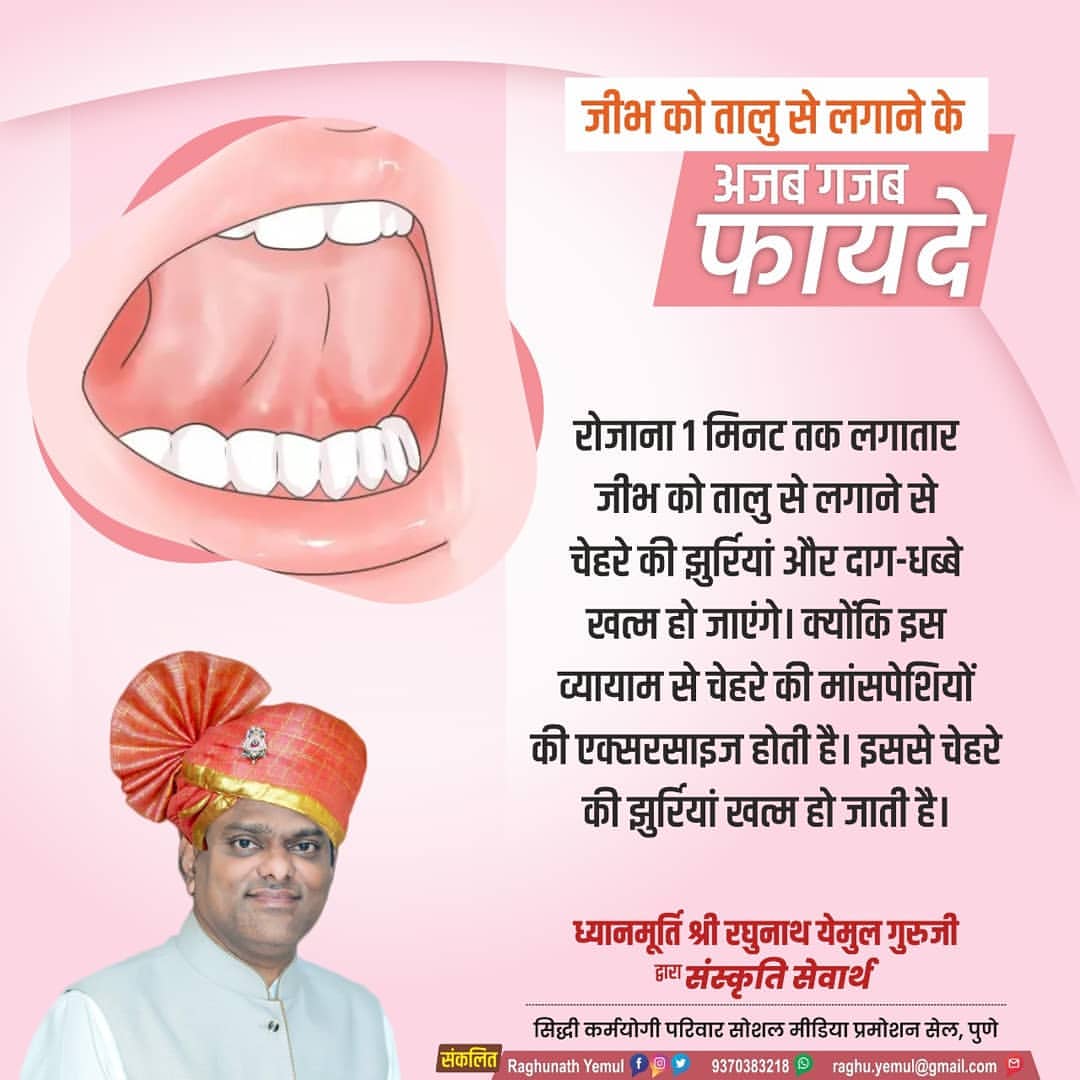 जीभ को तालु से लगाने के
अजब गजब
फायदे
रोजाना 1 मिनट तक लगातार
जीभ को तालु से लगाने से
चेहरे की झुर्रियां और दाग-धब्बे
खत्म हो जाएंगे। क्योंकि इस
व्यायाम से चेहरे की मांसपेशियों
की एक्सरसाइज होती है। इससे चेहरे
की झुर्रियां खत्म हो जाती है।
ध्यानमूर्ति श्री रघुनाथ येमुल गुरुजी
द्वारा संस्कृति सेवार्थ
सिद्धी कर्मयोगी परिवार सोशल मीडिया प्रमोशन सेल, पुणे
संकलित Raghunath Yemul 9370383218 raghu.yemul@gmail.com